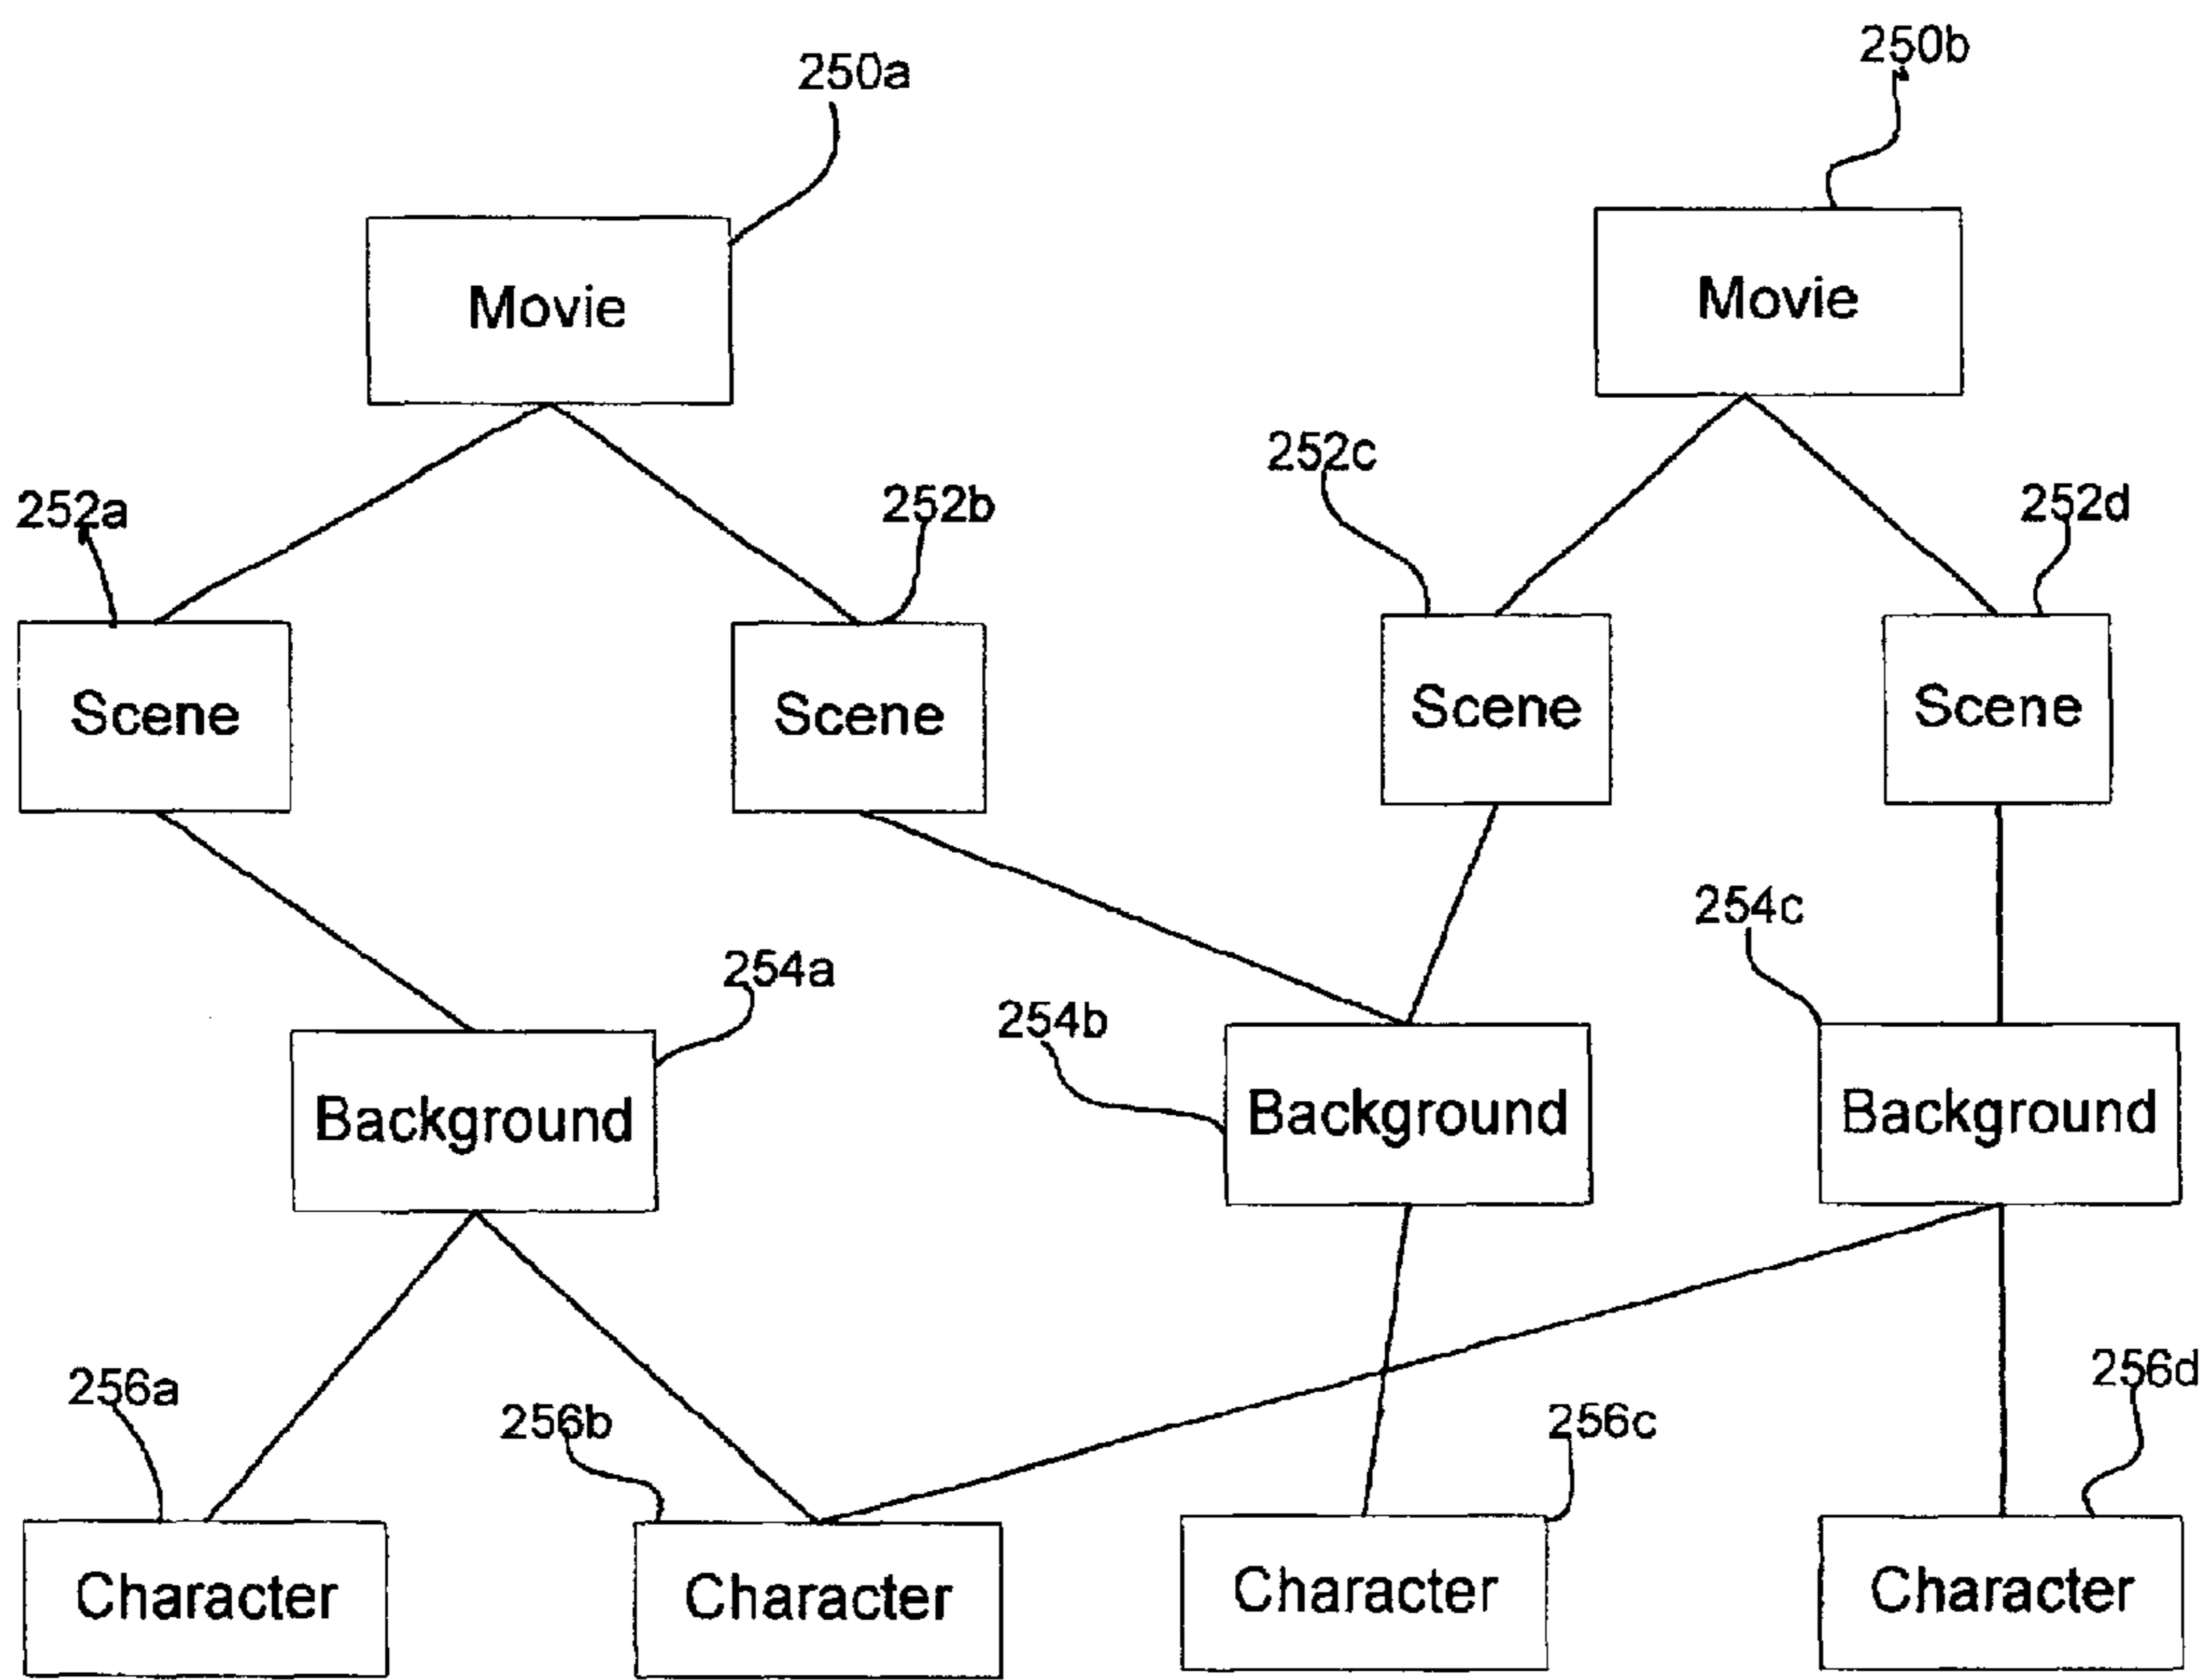 250a
250b
Movie
Movie
252a
252b
252c
252d
Scene
Scene
Scene
Scene
254a
254b
254c
Background
Background
Background
256a
256b
256c
256d
Character
Character
Character
Character